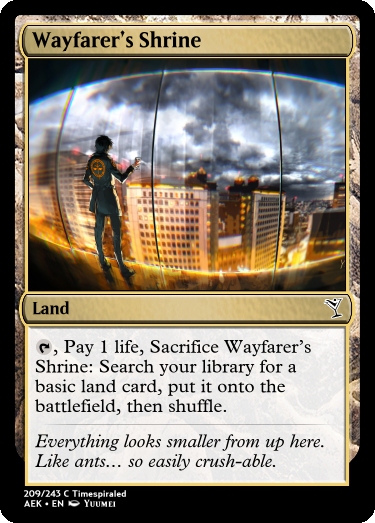 Wayfarer's Shrine
Land
, Pay 1 life, Sacrifice Wayfarer's
Shrine: Search your library for a
basic land card, put it onto the
battlefield, then shuffle.
Everything looks smaller from up here.
Like ants... so easily crush-able.
209/243 C Timespiraled
AEK • EN Yuumei